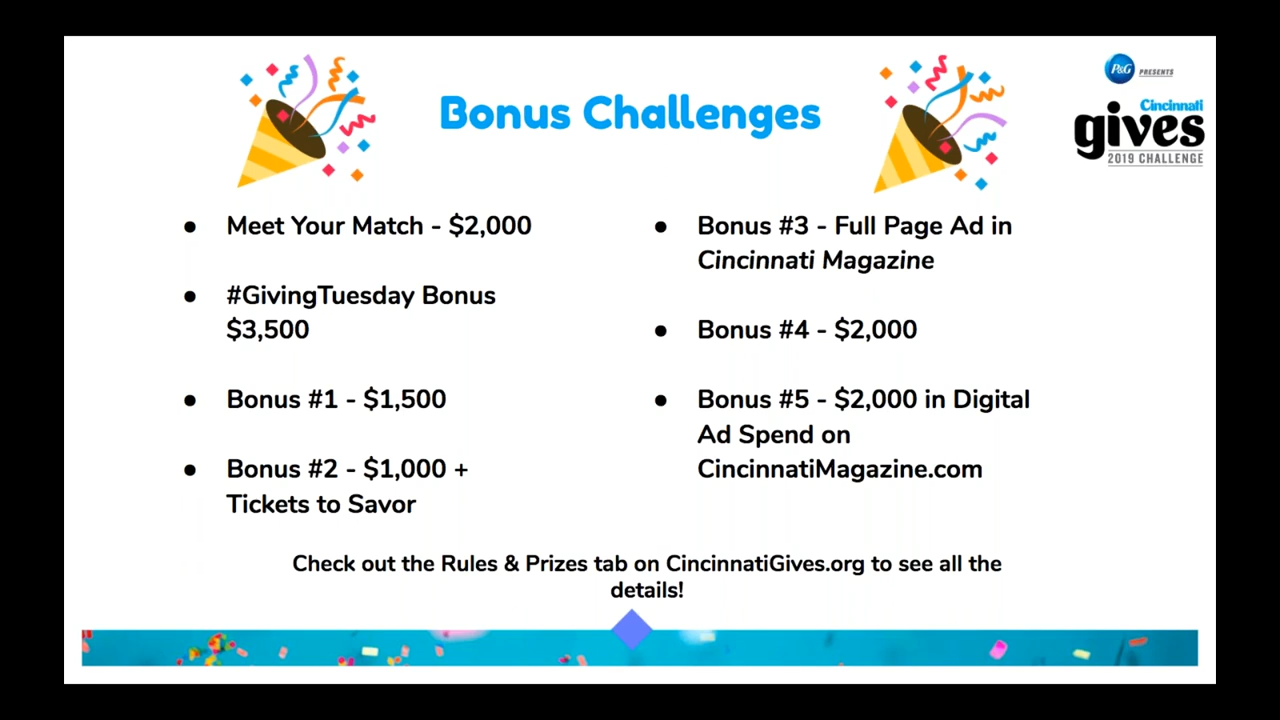 Bonus Challenges
P&G PRESENTS
Cincinnati
gives
2019 CHALLENGE
● Meet Your Match - $2,000
● #GivingTuesday Bonus
$3,500
● Bonus #1 - $1,500
● Bonus #2 - $1,000 +
Tickets to Savor
● Bonus #3 - Full Page Ad in
Cincinnati Magazine
● Bonus #4 - $2,000
● Bonus #5 - $2,000 in Digital
Ad Spend on
CincinnatiMagazine.com
Check out the Rules & Prizes tab on CincinnatiGives.org to see all the
details!